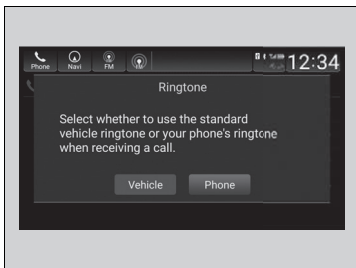 Phone Navi FM
12:34
Ringtone
Select whether to use the standard
vehicle ringtone or your phone's ringtone
when receiving a call.
Vehicle Phone